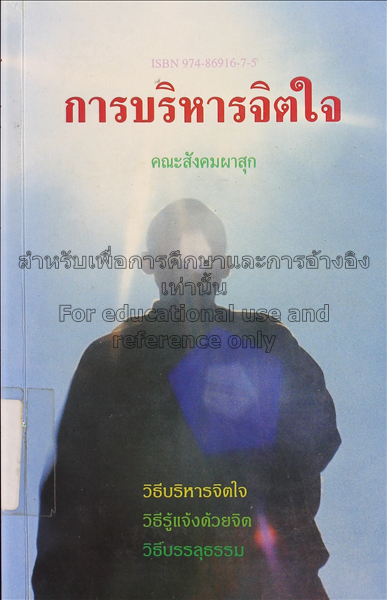 ISBN 974-86916-7-5
การบริหารจิตใจ
คณะสังคมผาสุก
สำหรับเพื่อการศึกษาและการอ้างอิง
เท่านั้น
For educational use and
reference only
วิธีบริหารจิตใจ
วิธีรู้แจ้งด้วยจิต
วิธีบรรลุธรรม